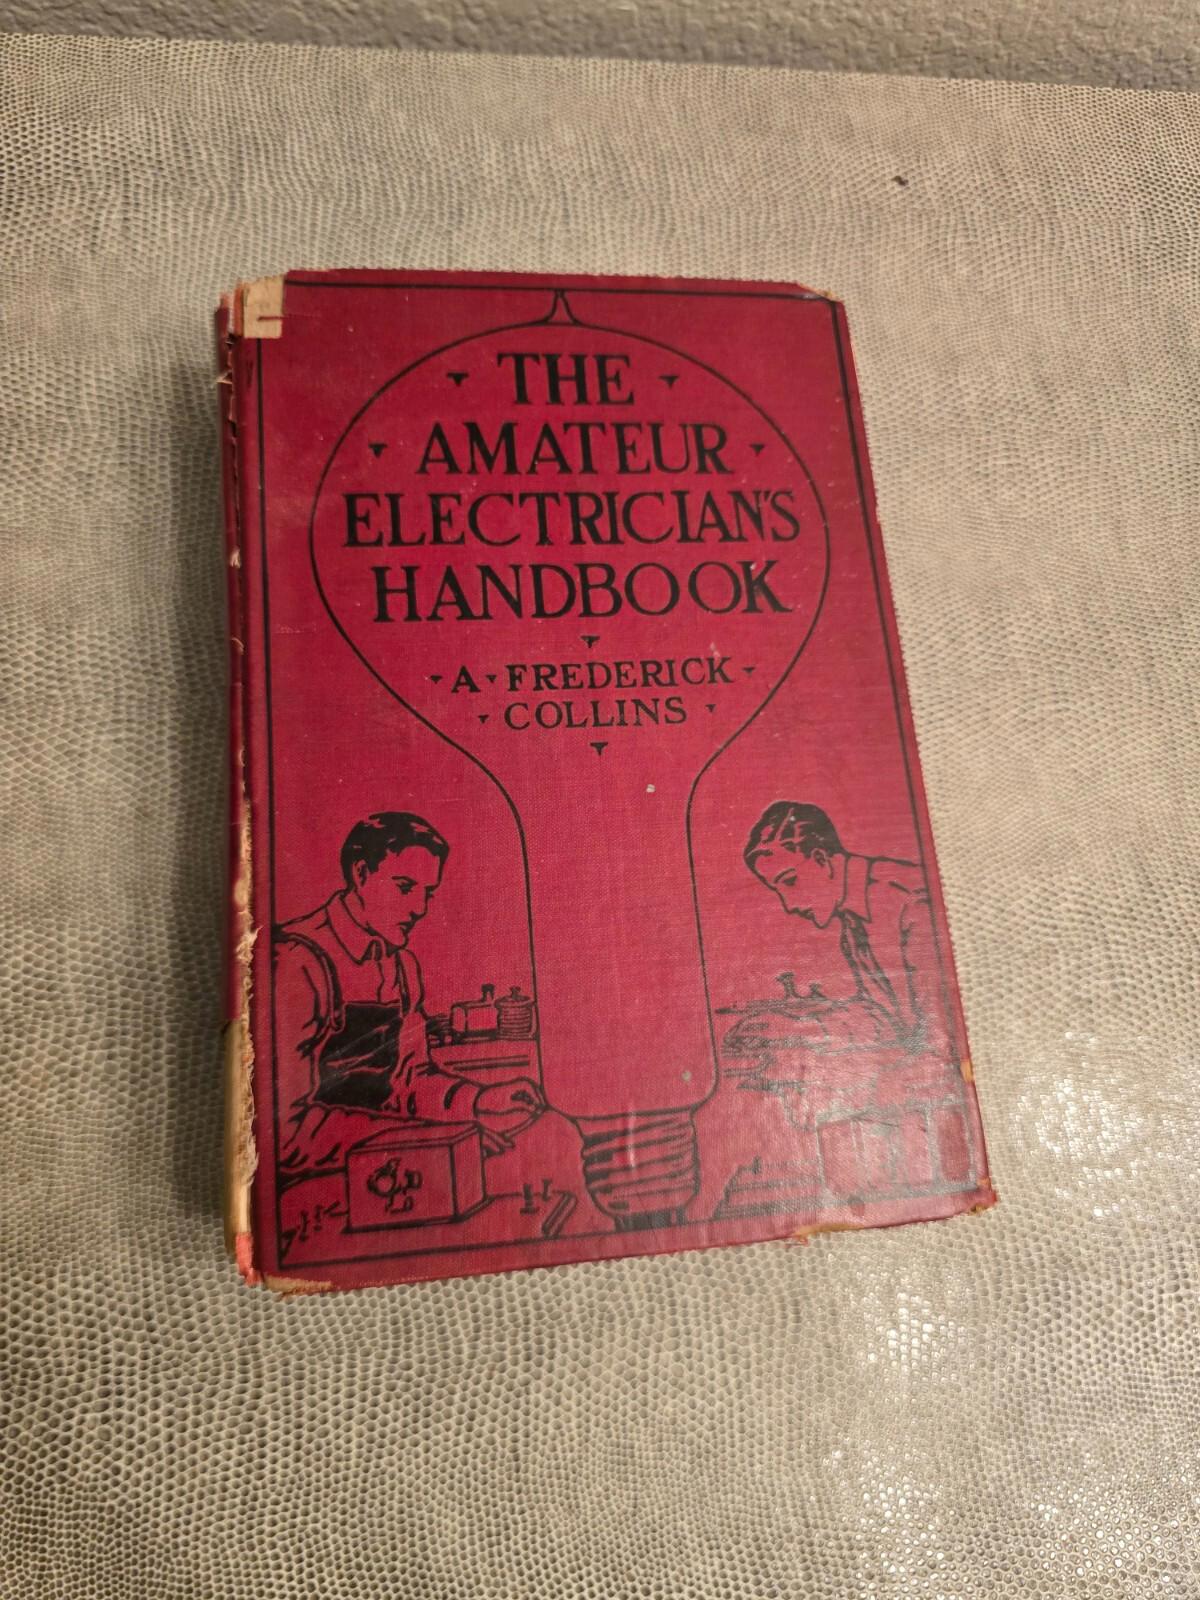 THE
AMATEUR
ELECTRICIAN'S
HANDBOOK
A FREDERICK
COLLINS